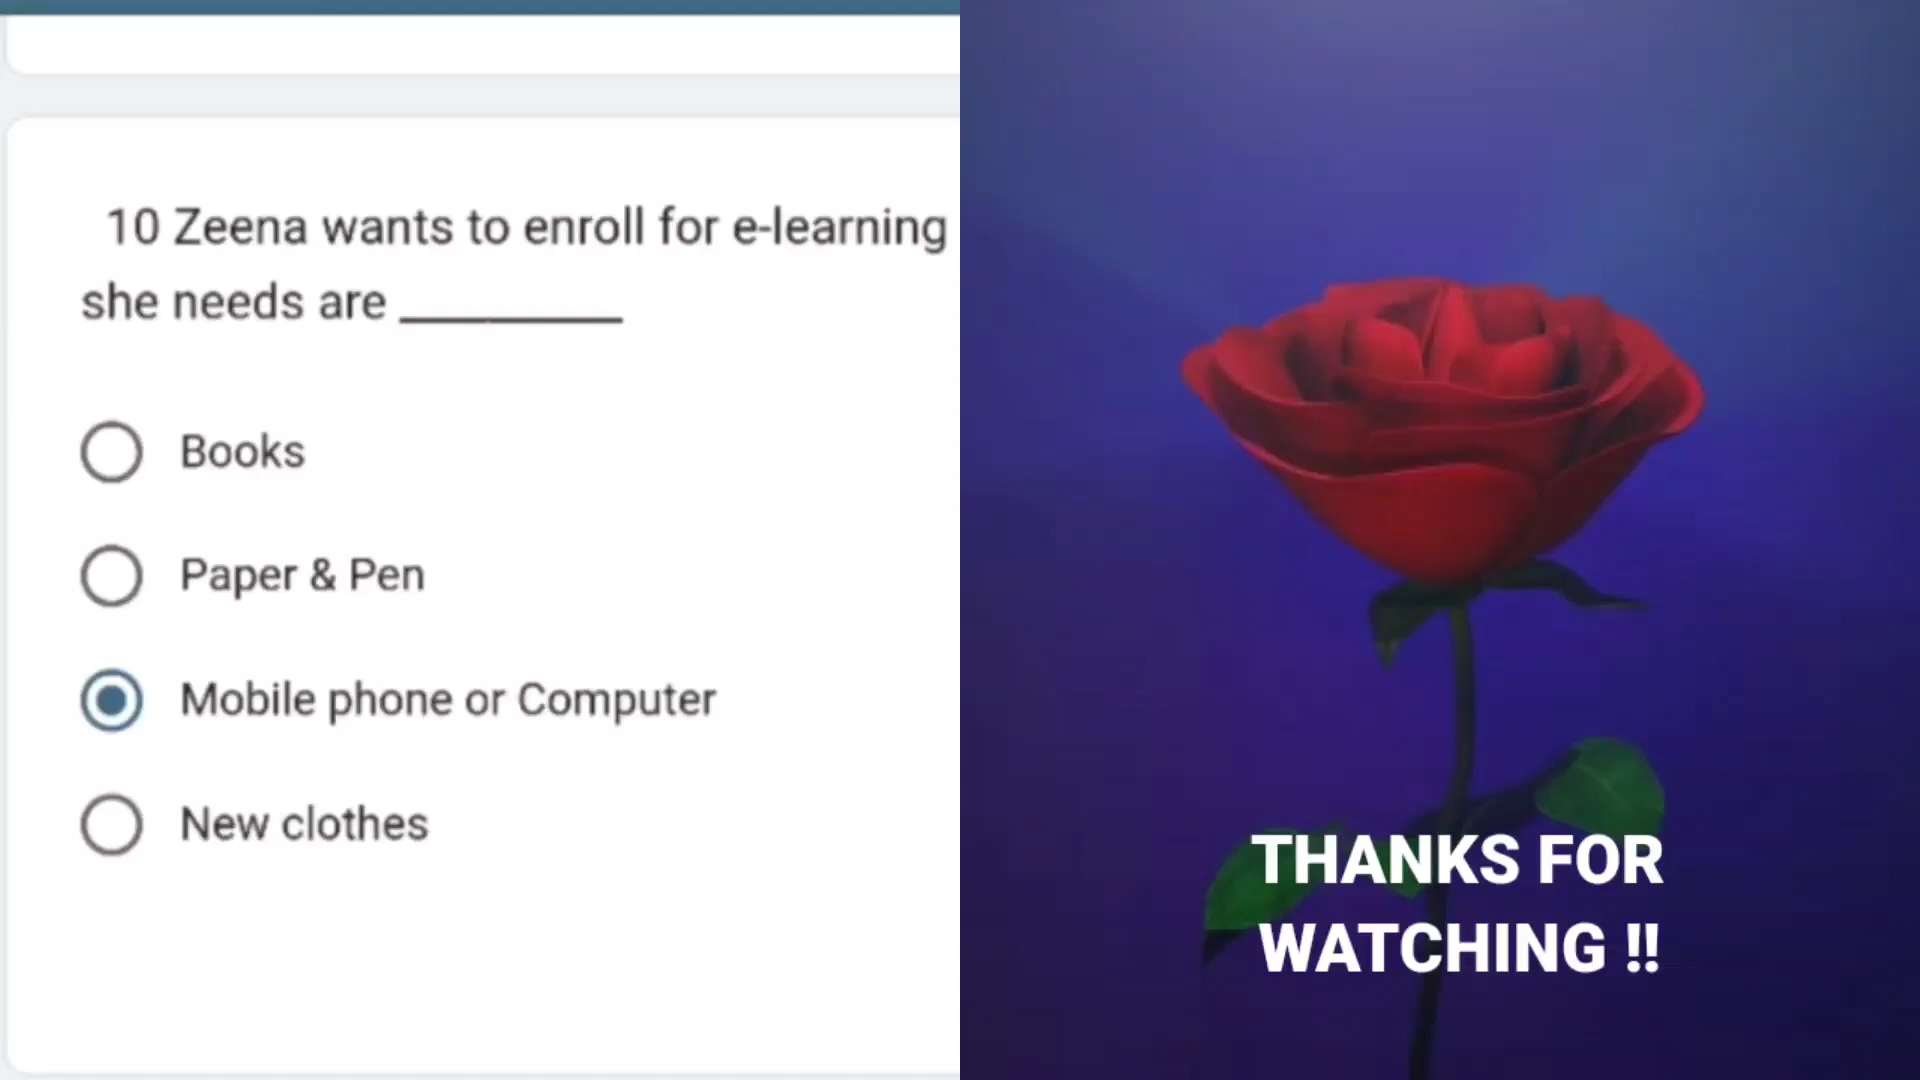 10 Zeena wants to enroll for e-learning
she needs are __________
Books
Paper & Pen
Mobile phone or Computer
New clothes
THANKS FOR
WATCHING !!